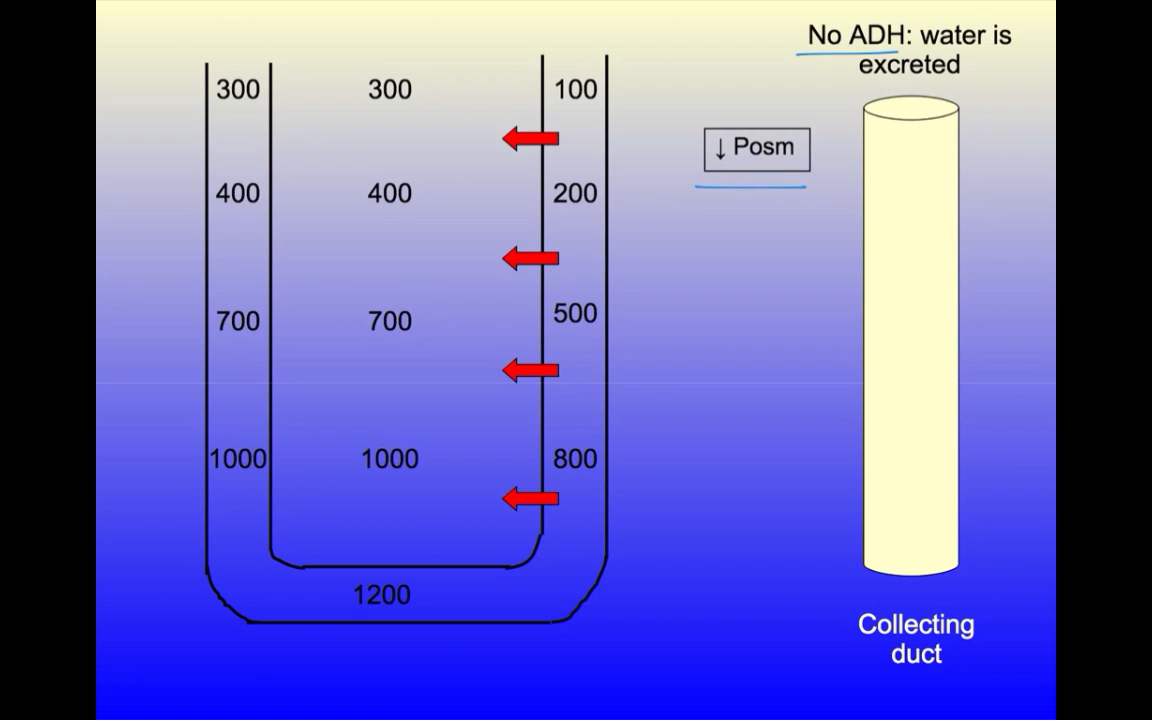 No ADH: water is
excreted
300 300 100
↓ Posm
400 400 200
700 700 500
1000 1000 800
1200
Collecting
duct